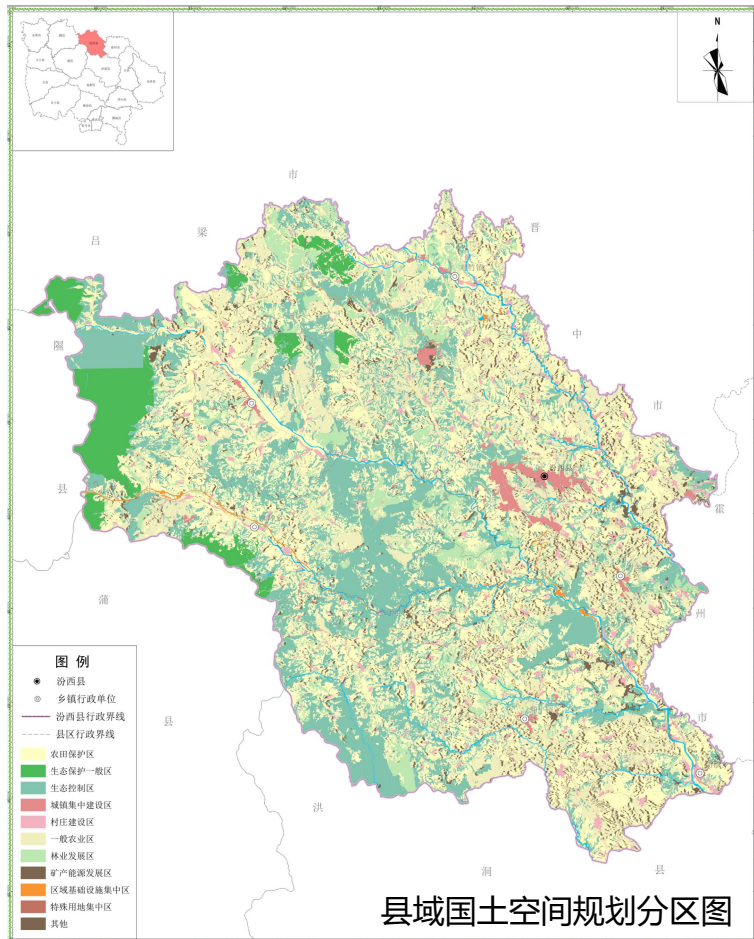 N
市
吕
梁
晋
隰
中
市
汾西县
县
霍
蒲
州
图 例
汾西县
乡镇行政单位
汾西县行政界线
县区行政界线
市
县
农田保护区
生态保护一般区
生态控制区
城镇集中建设区
村庄建设区
一般农业区
林业发展区
矿产能源发展区
区域基础设施集中区
特殊用地集中区
其他
洪
洞
县
县域国土空间规划分区图